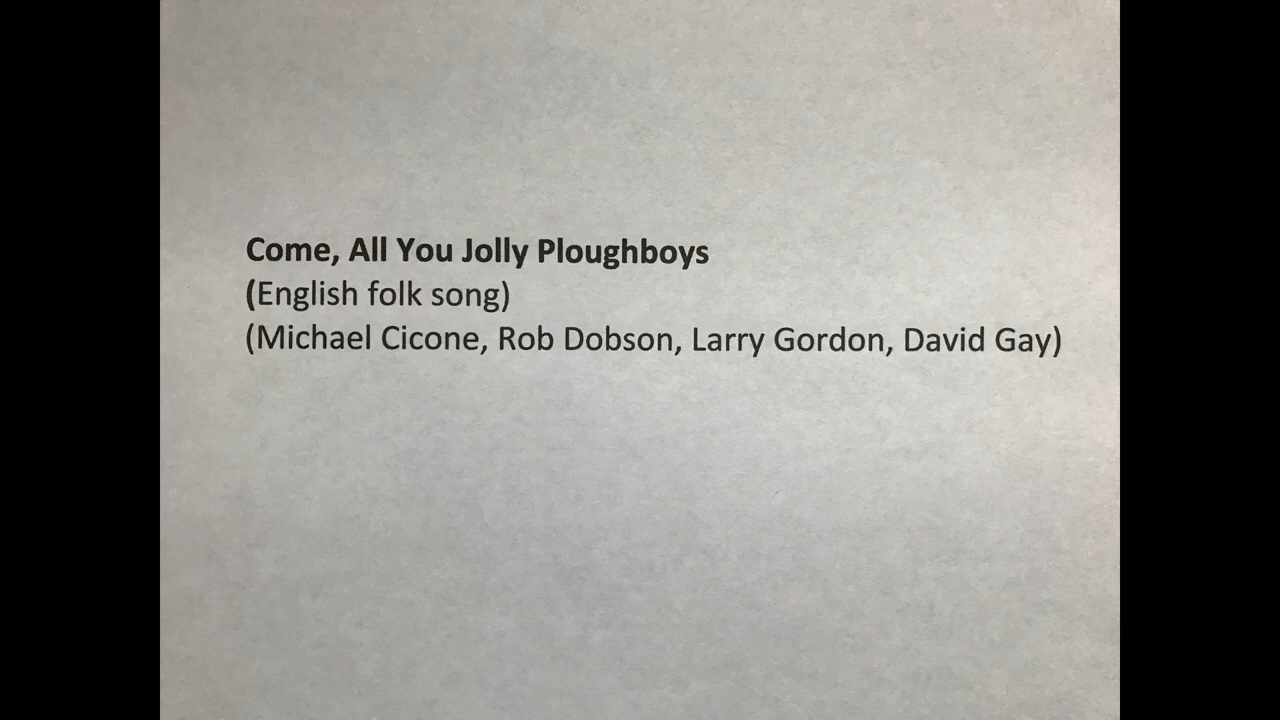 Come, All You Jolly Ploughboys
(English folk song)
(Michael Cicone, Rob Dobson, Larry Gordon, David Gay)